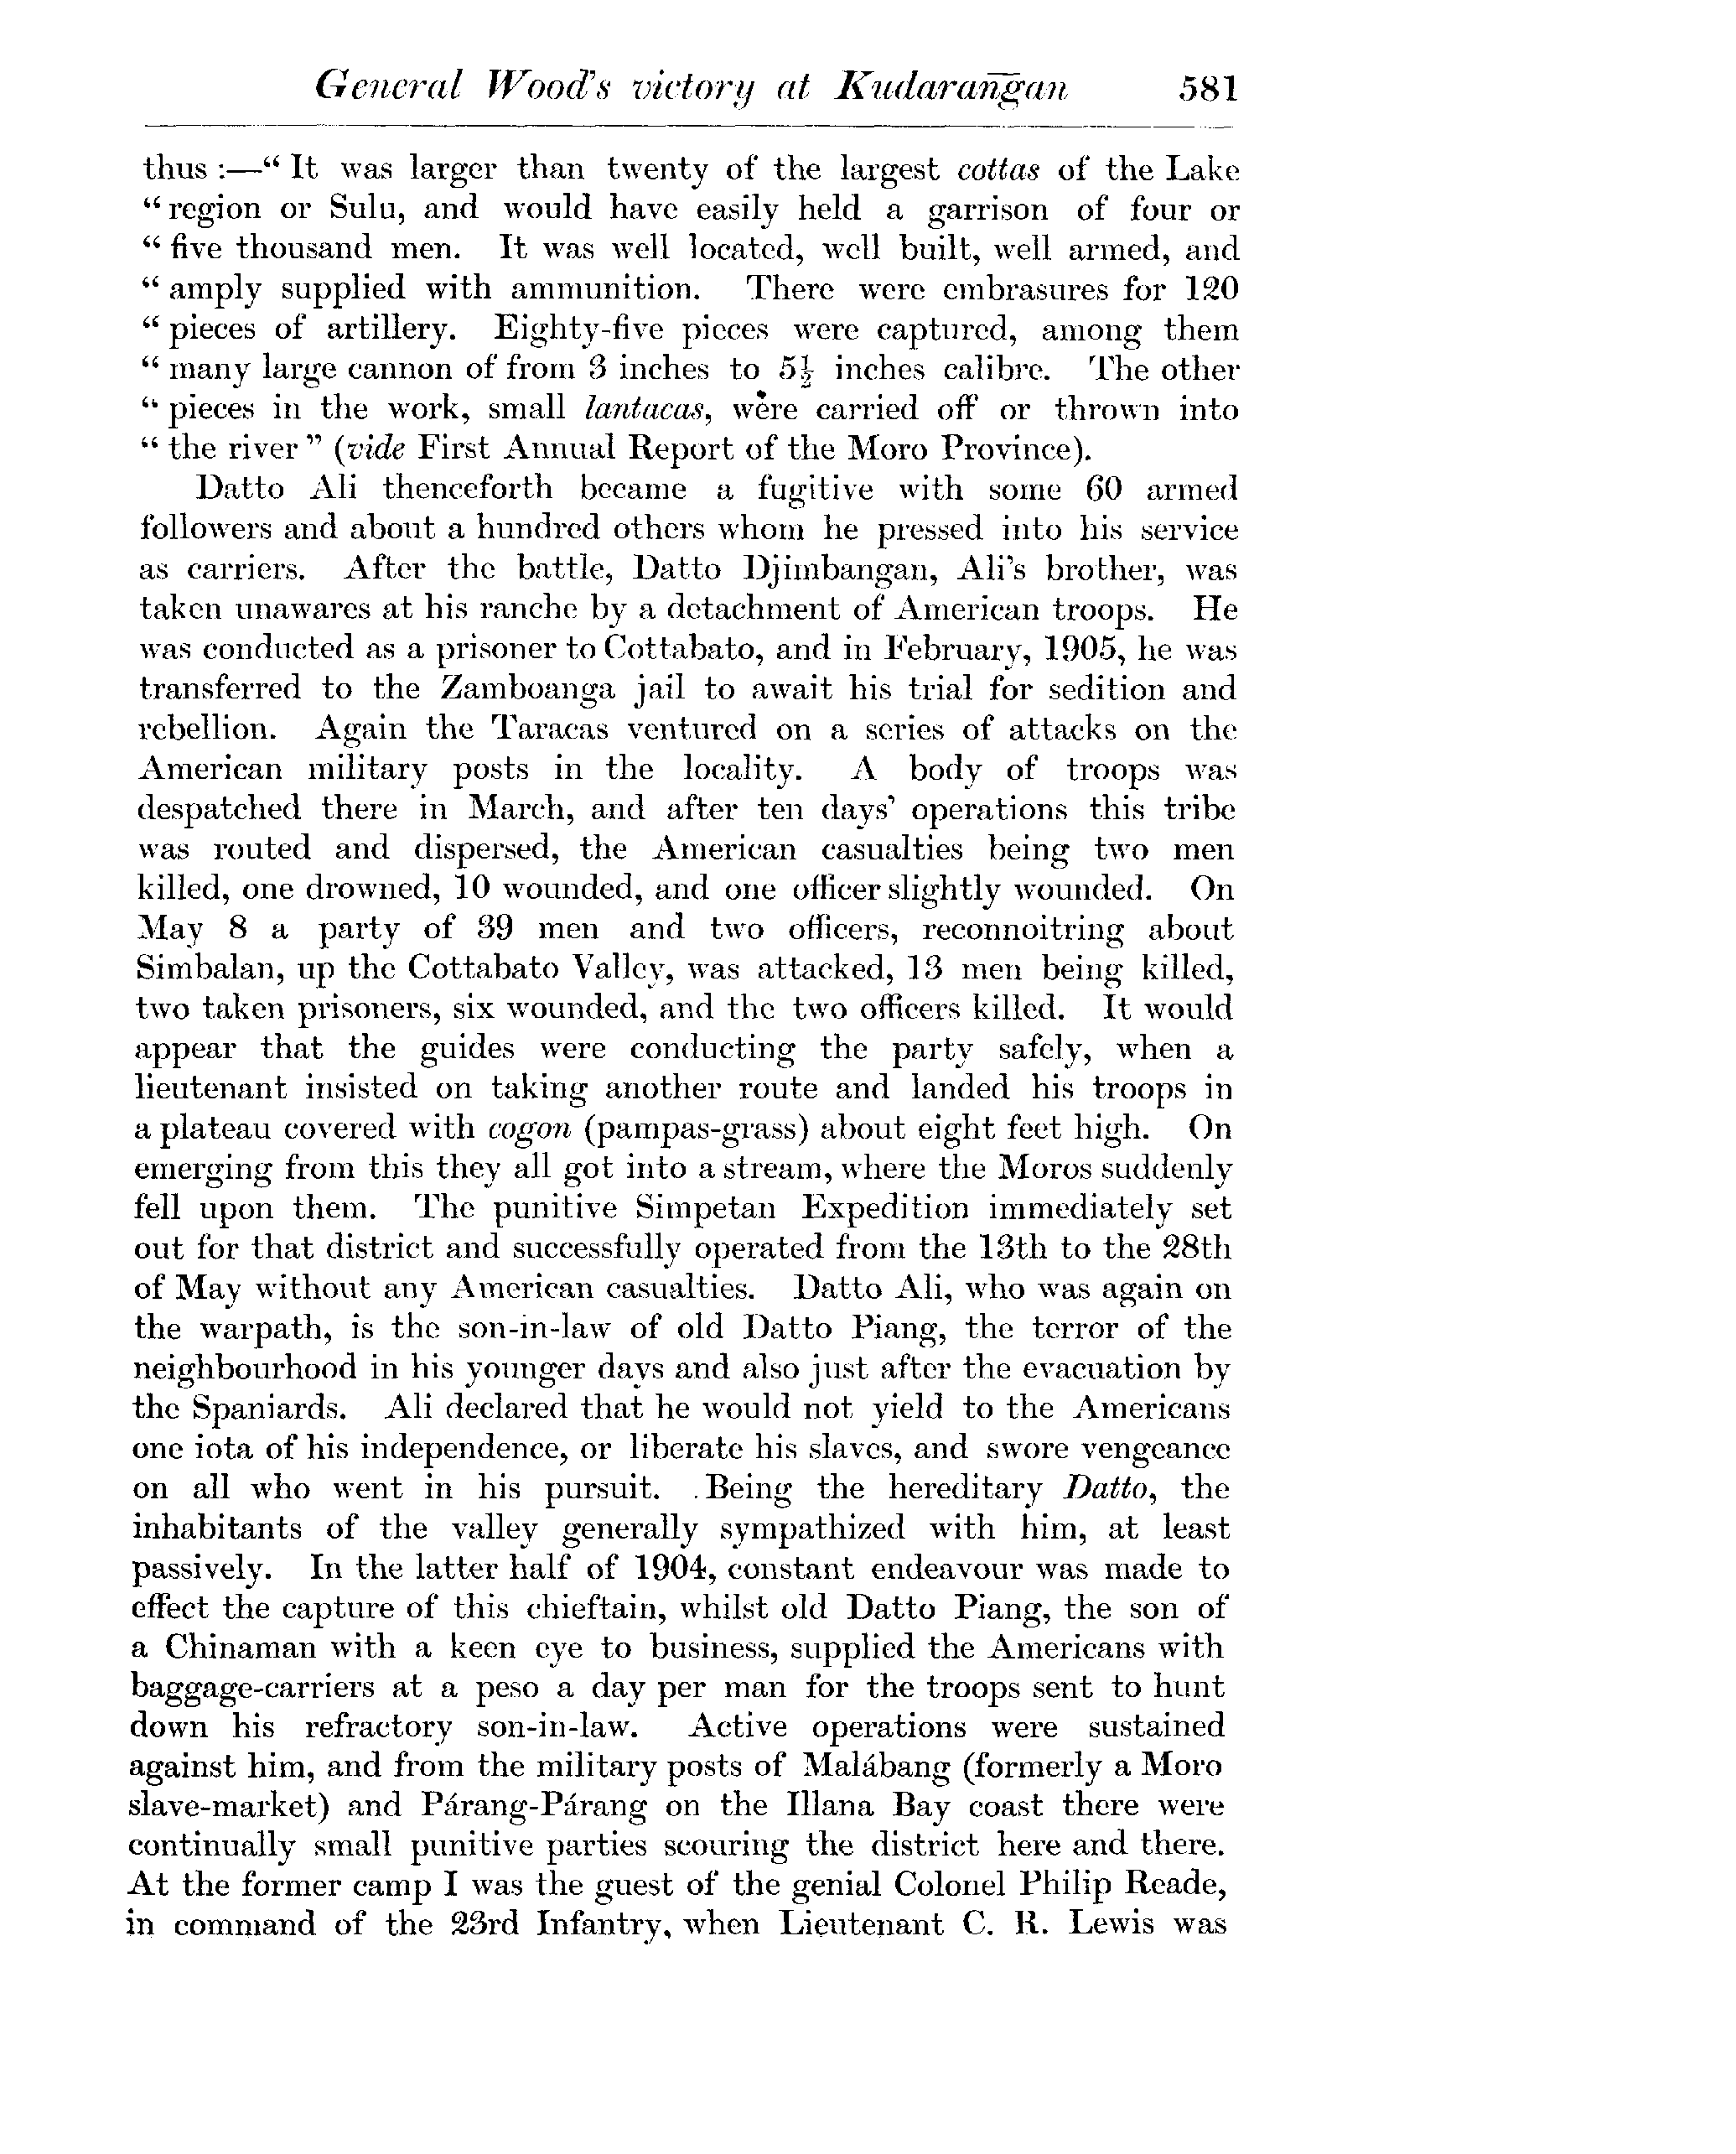 General Wood's victory at Kudarangan 581
thus :—“ It was larger than twenty of the largest cottas of the Lake
“ region or Sulu, and would have easily held a garrison of four or
“ five thousand men. It was well located, well built, well armed, and
“ amply supplied with ammunition. There were embrasures for 120
“ pieces of artillery. Eighty-five pieces were captured, among them
“ many large cannon of from 3 inches to 5½ inches calibre. The other
“ pieces in the work, small lantacas, were carried off or thrown into
“ the river ” (vide First Annual Report of the Moro Province).
Datto Ali thenceforth became a fugitive with some 60 armed
followers and about a hundred others whom he pressed into his service
as carriers. After the battle, Datto Djimbangan, Ali's brother, was
taken unawares at his ranche by a detachment of American troops. He
was conducted as a prisoner to Cottabato, and in February, 1905, he was
transferred to the Zamboanga jail to await his trial for sedition and
rebellion. Again the Taracas ventured on a series of attacks on the
American military posts in the locality. A body of troops was
despatched there in March, and after ten days' operations this tribe
was routed and dispersed, the American casualties being two men
killed, one drowned, 10 wounded, and one officer slightly wounded. On
May 8 a party of 39 men and two officers, reconnoitring about
Simbalan, up the Cottabato Valley, was attacked, 13 men being killed,
two taken prisoners, six wounded, and the two officers killed. It would
appear that the guides were conducting the party safely, when a
lieutenant insisted on taking another route and landed his troops in
a plateau covered with cogon (pampas-grass) about eight feet high. On
emerging from this they all got into a stream, where the Moros suddenly
fell upon them. The punitive Simpetan Expedition immediately set
out for that district and successfully operated from the 13th to the 28th
of May without any American casualties. Datto Ali, who was again on
the warpath, is the son-in-law of old Datto Piang, the terror of the
neighbourhood in his younger days and also just after the evacuation by
the Spaniards. Ali declared that he would not yield to the Americans
one iota of his independence, or liberate his slaves, and swore vengeance
on all who went in his pursuit. Being the hereditary Datto, the
inhabitants of the valley generally sympathized with him, at least
passively. In the latter half of 1904, constant endeavour was made to
effect the capture of this chieftain, whilst old Datto Piang, the son of
a Chinaman with a keen eye to business, supplied the Americans with
baggage-carriers at a peso a day per man for the troops sent to hunt
down his refractory son-in-law. Active operations were sustained
against him, and from the military posts of Malábang (formerly a Moro
slave-market) and Párang-Párang on the Illana Bay coast there were
continually small punitive parties scouring the district here and there.
At the former camp I was the guest of the genial Colonel Philip Reade,
in command of the 23rd Infantry, when Lieutenant C. R. Lewis was